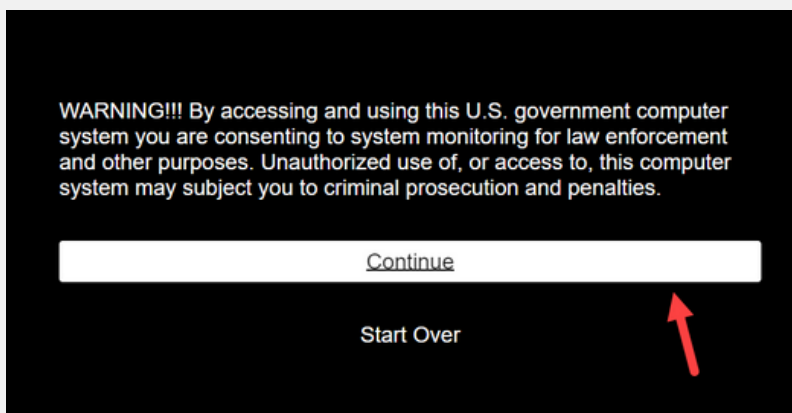 WARNING!!! By accessing and using this U.S. government computer
system you are consenting to system monitoring for law enforcement
and other purposes. Unauthorized use of, or access to, this computer
system may subject you to criminal prosecution and penalties.
Continue
Start Over